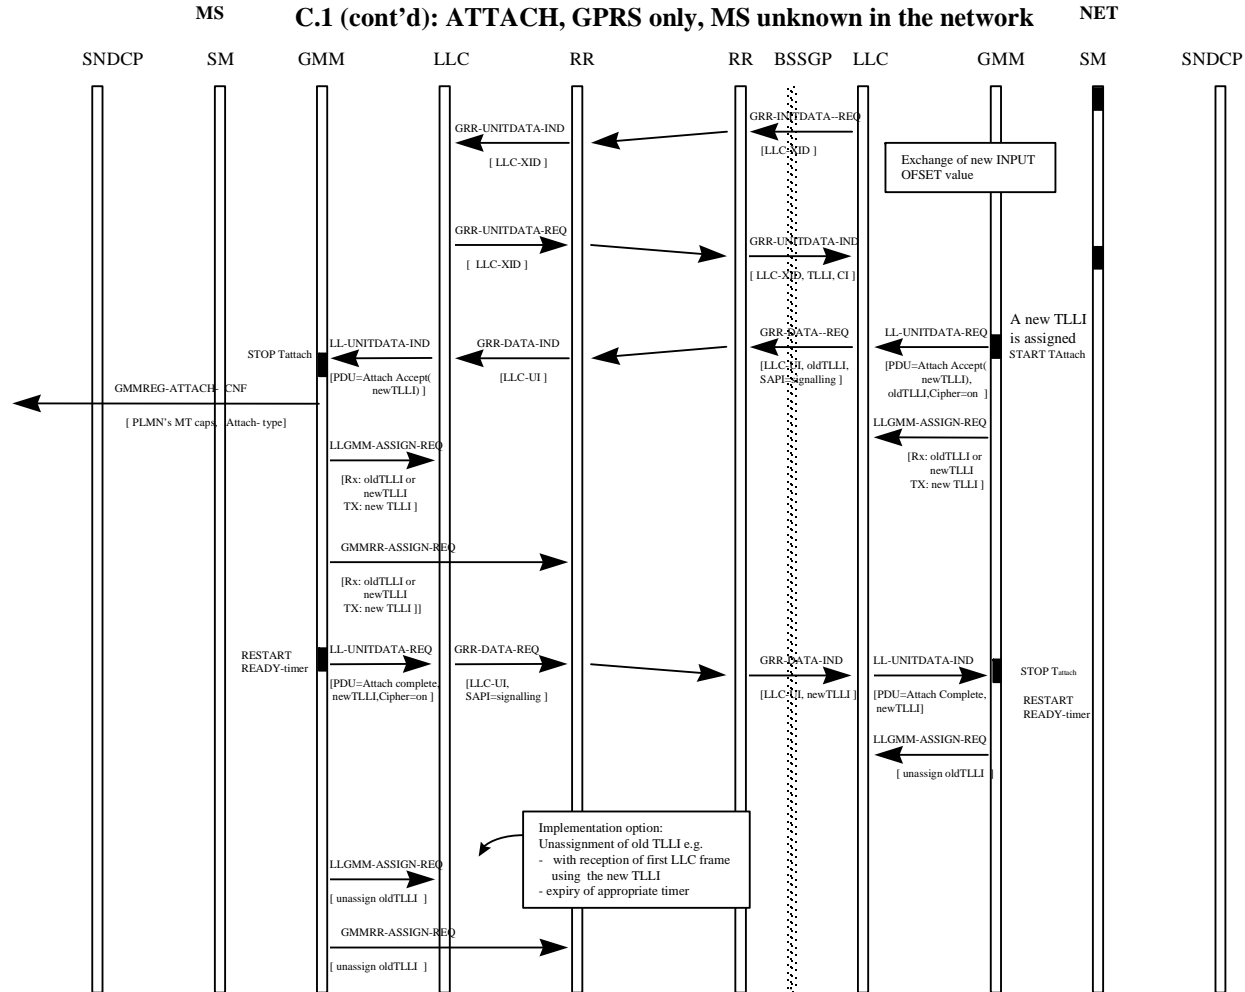 MS C.1 (cont’d): ATTACH, GPRS only, MS unknown in the network NET
SNDCP SM GMM LLC RR RR BSSGP LLC GMM SM SNDCP
GRR-UNITDATA-IND
[ LLC-XID ]
GRR-INITDATA--REQ
[LLC-XID ]
Exchange of new INPUT
OFSET value
GRR-UNITDATA-REQ
[ LLC-XID ]
GRR-UNITDATA-IND
[ LLC-XID, TLLI, CI ]
STOP Tattach
LL-UNITDATA-IND
[PDU=Attach Accept(
newTLLI) ]
GRR-DATA-IND
[LLC-UI ]
GRR-DATA--REQ
[LLC-UI, oldTLLI,
SAPI=signalling ]
LL-UNITDATA-REQ
[PDU=Attach Accept(
newTLLI),
oldTLLI,Cipher=on ]
A new TLLI
is assigned
START TAttach
GMMREG-ATTACH- CNF
[ PLMN’s MT caps, Attach- type]
LLGMM-ASSIGN-REQ
[Rx: oldTLLI or
newTLLI
TX: new TLLI ]
LLGMM-ASSIGN-REQ
[Rx: oldTLLI or
newTLLI
TX: new TLLI ]
GMMRR-ASSIGN-REQ
[Rx: oldTLLI or
newTLLI
TX: new TLLI ]]
RESTART
READY-timer
LL-UNITDATA-REQ
[PDU=Attach complete,
newTLLI,Cipher=on ]
GRR-DATA-REQ
[LLC-UI,
SAPI=signalling ]
GRR-DATA-IND
[LLC-UI, newTLLI ]
LL-UNITDATA-IND
[PDU=Attach Complete,
newTLLI]
STOP Tattach
RESTART
READY-timer
LLGMM-ASSIGN-REQ
[ unassign oldTLLI ]
Implementation option:
Unassignment of old TLLI e.g.
- with reception of first LLC frame
using the new TLLI
- expiry of appropriate timer
LLGMM-ASSIGN-REQ
[ unassign oldTLLI ]
GMMRR-ASSIGN-REQ
[ unassign oldTLLI ]